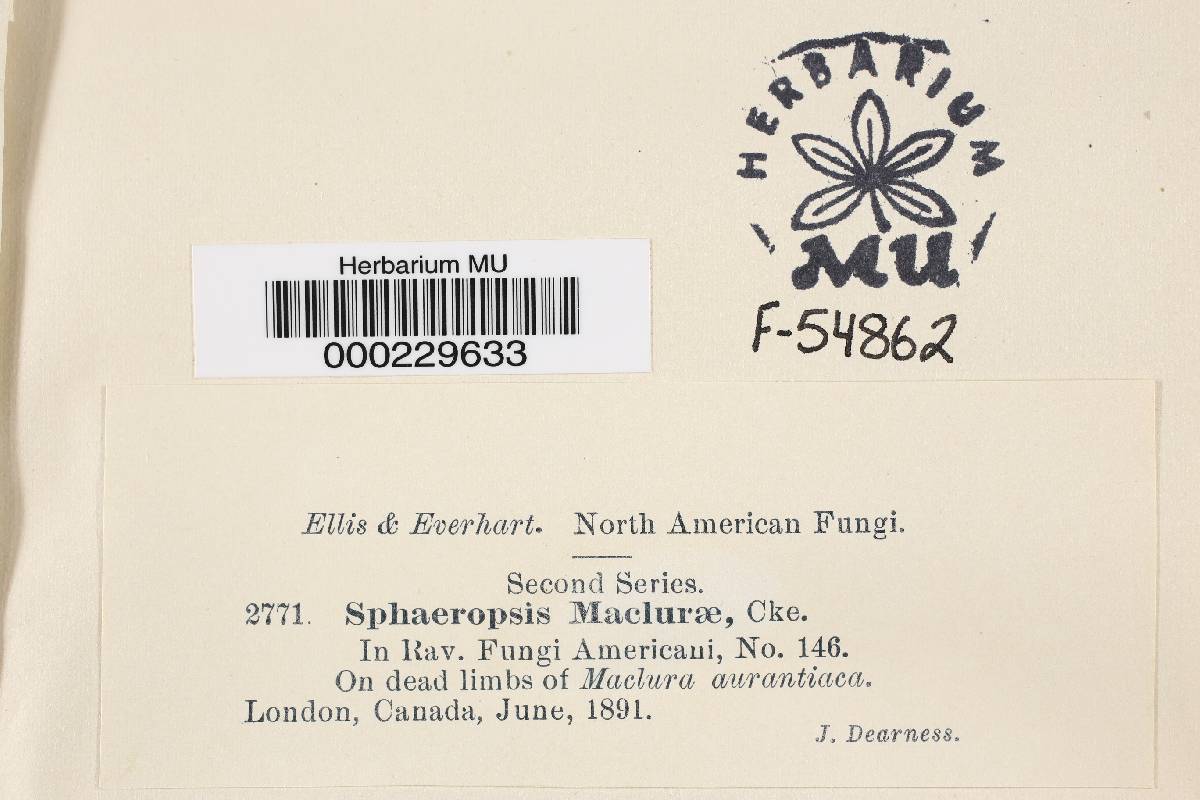 HERBARIUM
MU
F-54862
Herbarium MU
000229633
Ellis & Everhart. North American Fungi.
Second Series.
2771. Sphaeropsis Macluræ, Cke.
In Rav. Fungi Americani, No. 146.
On dead limbs of Maclura aurantiaca.
London, Canada, June, 1891.
J. Dearness.